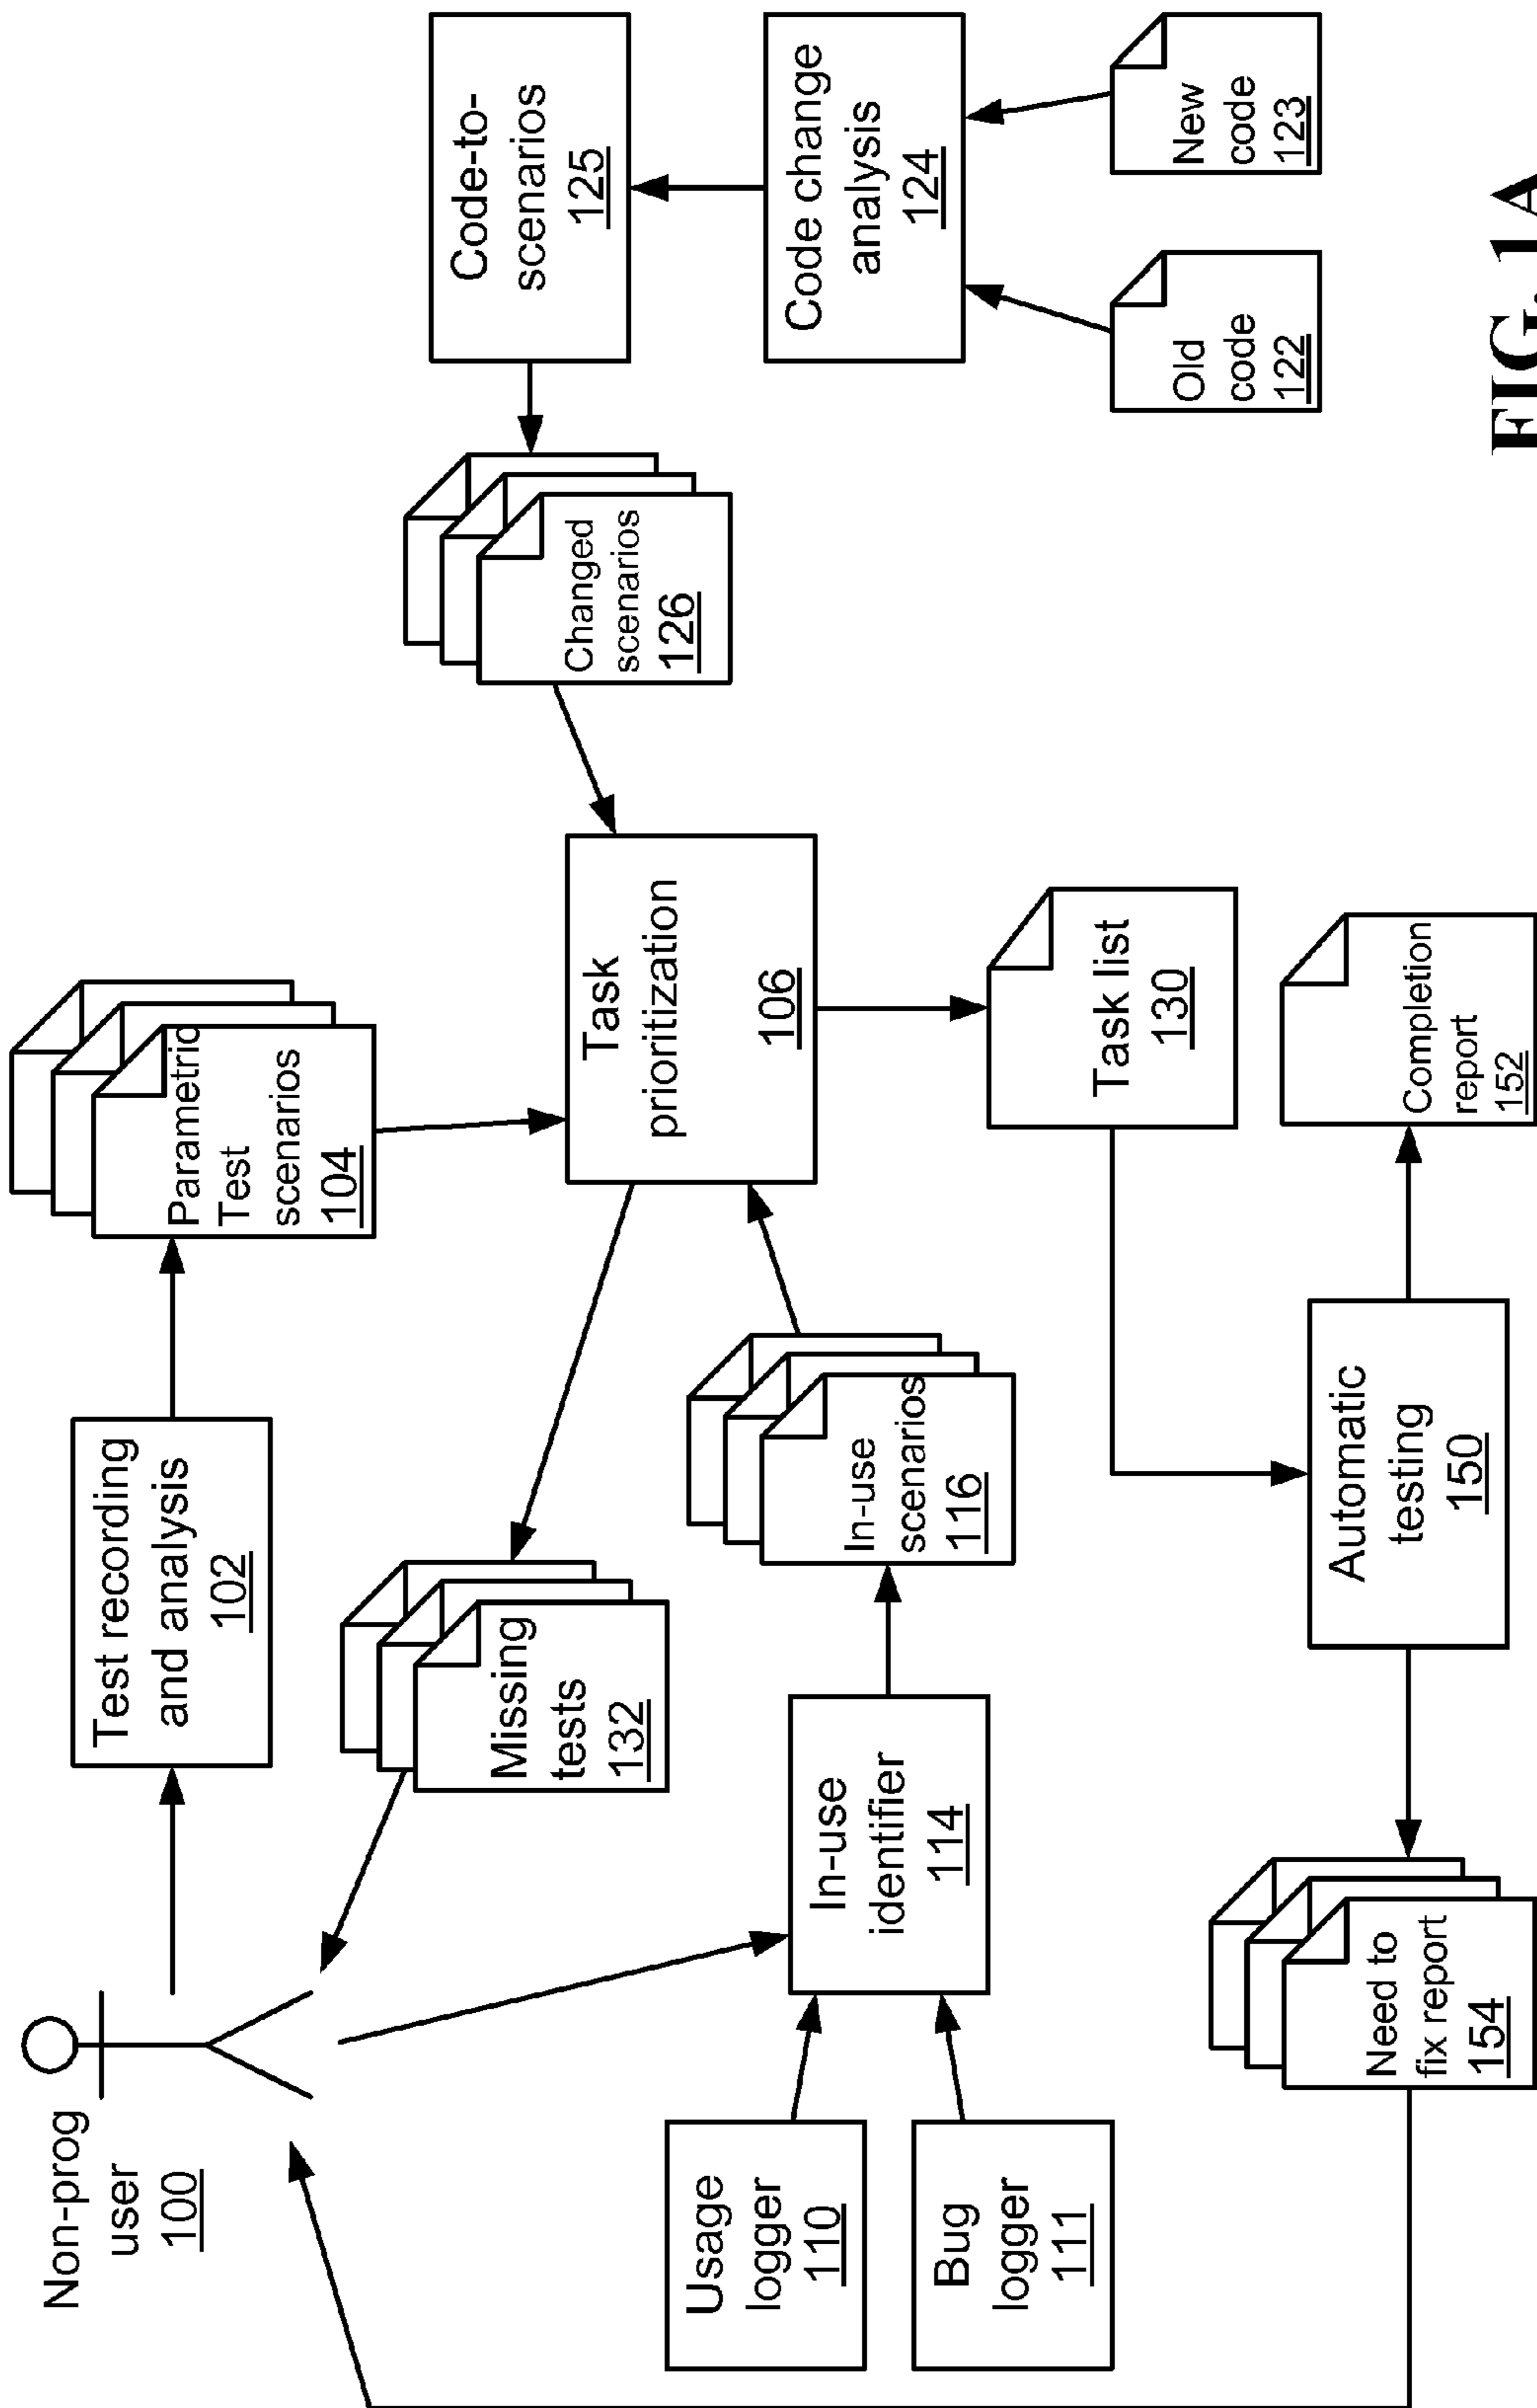 Non-prog
user
100
Test recording
and analysis
102
Parametric
Test
scenarios
104
Missing
tests
132
Task
prioritization
106
Changed
scenarios
126
Code-to-
scenarios
125
Code change
analysis
124
Old
code
122
New
code
123
Usage
logger
110
Bug
logger
111
In-use
identifier
114
In-use
scenarios
116
Task list
130
Need to
fix report
154
Automatic
testing
150
Completion
report
152
FIG. 1A